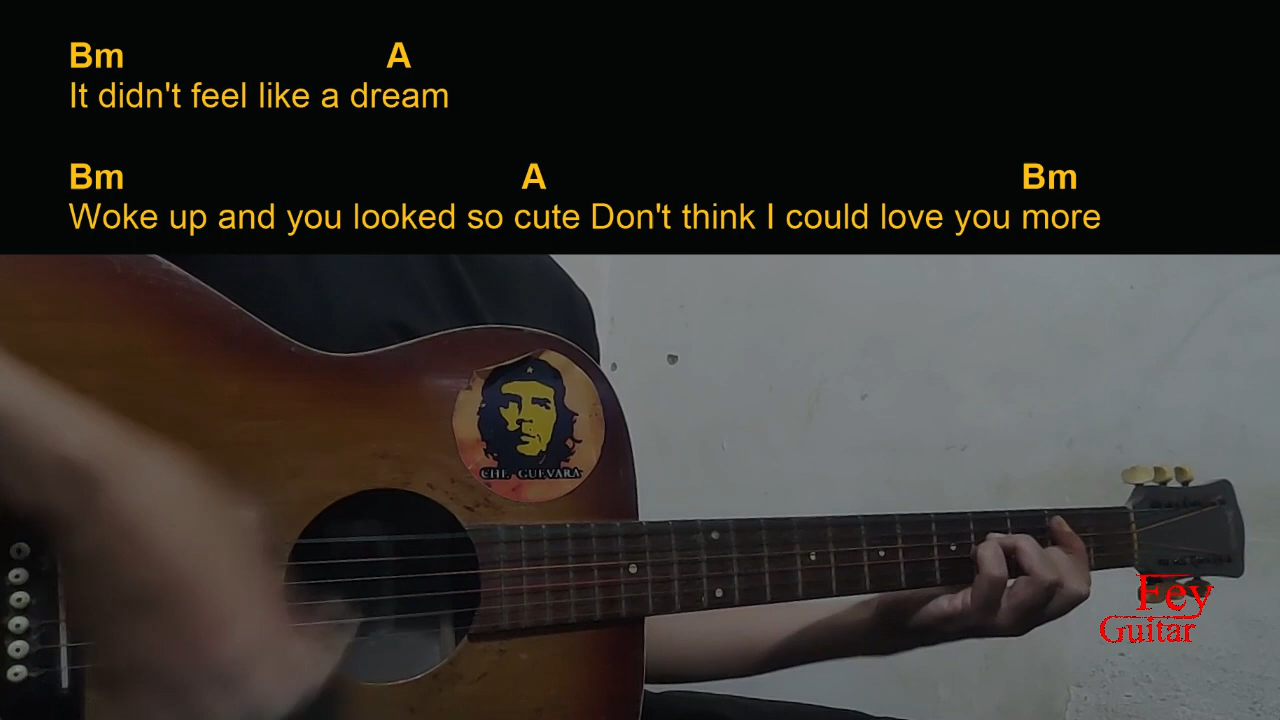 Bm A
It didn't feel like a dream
Bm A Bm
Woke up and you looked so cute Don't think I could love you more
CHE GUEVARA
Fey
Guitar